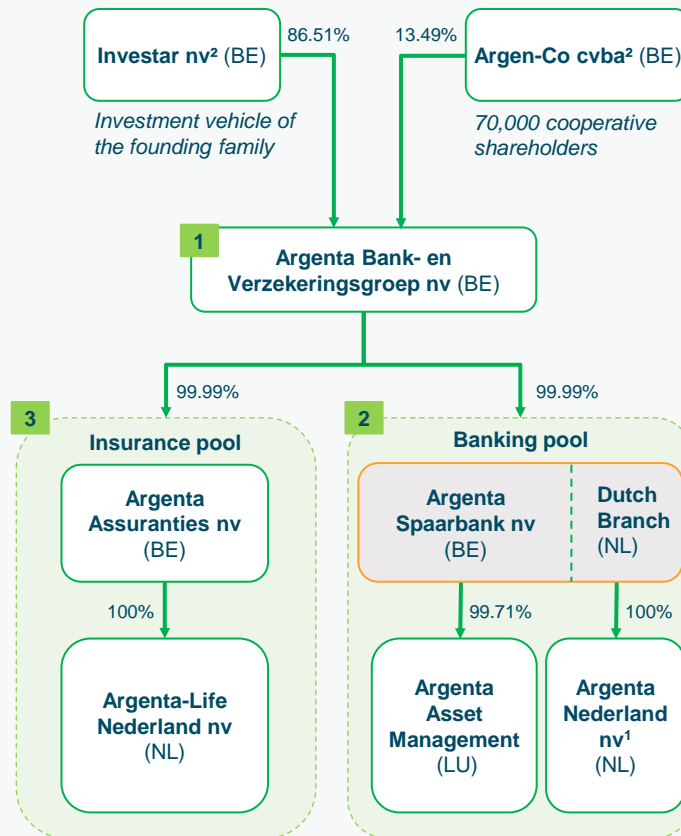 86.51%
13.49%
Investar nv² (BE)
Argen-Co cvba² (BE)
Investment vehicle of
the founding family
70,000 cooperative
shareholders
1
Argenta Bank- en
Verzekeringsgroep nv (BE)
99.99%
99.99%
3
Insurance pool
Argenta
Assuranties nv
(BE)
100%
Argenta-Life
Nederland nv
(NL)
2
Banking pool
Argenta
Spaarbank nv
(BE)
Dutch
Branch
(NL)
99.71%
100%
Argenta
Asset
Management
(LU)
Argenta
Nederland
nv¹
(NL)